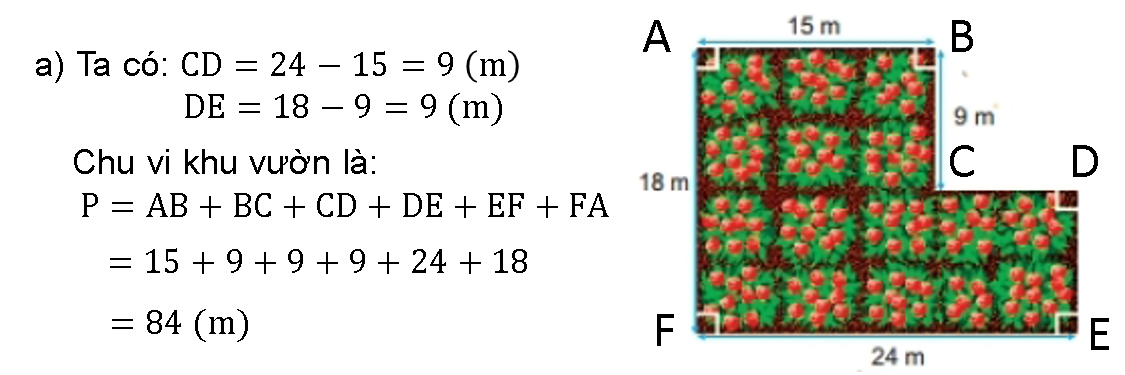 a) Ta có: CD = 24 − 15 = 9 (m)
DE = 18 − 9 = 9 (m)
Chu vi khu vườn là:
P = AB + BC + CD + DE + EF + FA
= 15 + 9 + 9 + 9 + 24 + 18
= 84 (m)
A
15 m
B
9 m
C
D
18 m
F
E
24 m